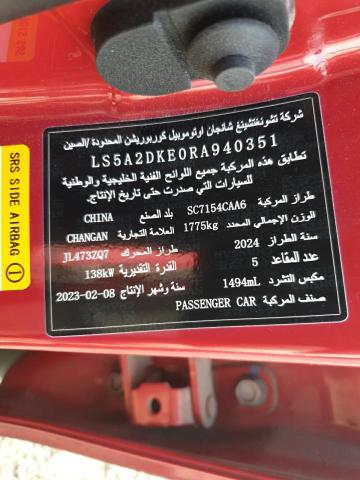 شركة تشونغتشينغ شانجان اوتوموبيل كوربوريشن المحدودة/الصين
LS5A2DKE0RA940351
تطابق هذه المركبة جميع اللوائح الفنية الخليجية والوطنية
للسيارات التي صدرت حتى تاريخ الإنتاج.
طراز المركبة SC7154CAA6 بلد الصنع CHINA
الوزن الإجمالي المحدد 1775kg العلامة التجارية CHANGAN
سنة الطراز 2024 طراز المحرك JL473ZQ7
عدد المقاعد 5 القدرة التقديرية 138kW
مكبس التشرد 1494mL سنة وشهر الإنتاج 2023-02-08
صنف المركبة PASSENGER CAR
SRS SIDE AIRBAG